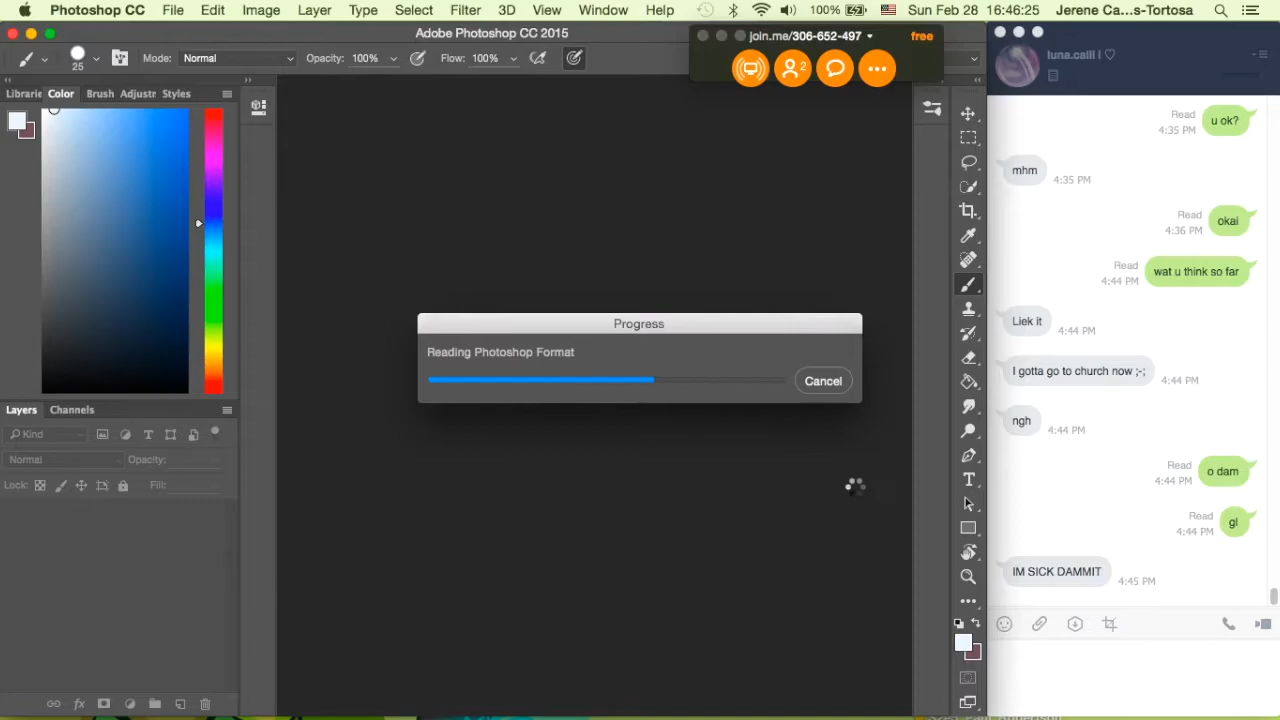 Photoshop CC File Edit Image Layer Type Select Filter 3D View Window Help 100% Sun Feb 28 16:46:25 Jerene Ca…s-Tortosa
Adobe Photoshop CC 2015
join.me/306-652-497 free
25 Mode: Normal Opacity: 100% Flow: 100%
2
Librarie Color Brush Adjustr Styles
Layers Channels
Kind
Normal Opacity:
Lock: Fill:
Progress
Reading Photoshop Format
Cancel
luna.calli I ♡
Read
4:35 PM
u ok?
mhm
4:35 PM
Read
4:36 PM
okai
Read
4:44 PM
wat u think so far
Liek it
4:44 PM
I gotta go to church now ;-;
4:44 PM
ngh
4:44 PM
Read
4:44 PM
o dam
Read
4:44 PM
gl
IM SICK DAMMIT
4:45 PM